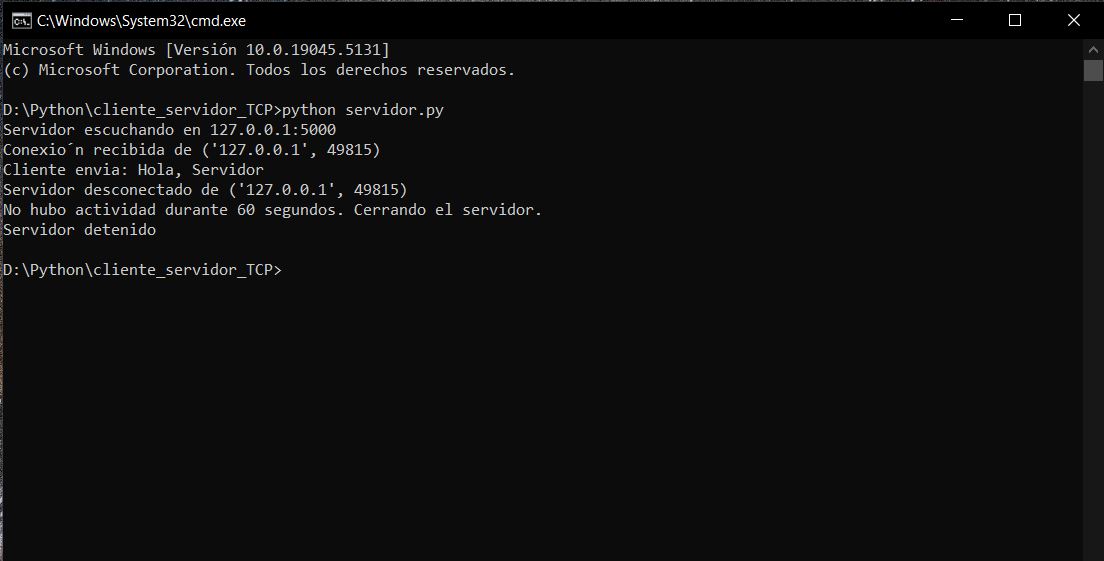 C:\Windows\System32\cmd.exe
Microsoft Windows [Versión 10.0.19045.5131]
(c) Microsoft Corporation. Todos los derechos reservados.
D:\Python\cliente_servidor_TCP>python servidor.py
Servidor escuchando en 127.0.0.1:5000
Conexio´n recibida de ('127.0.0.1', 49815)
Cliente envia: Hola, Servidor
Servidor desconectado de ('127.0.0.1', 49815)
No hubo actividad durante 60 segundos. Cerrando el servidor.
Servidor detenido
D:\Python\cliente_servidor_TCP>